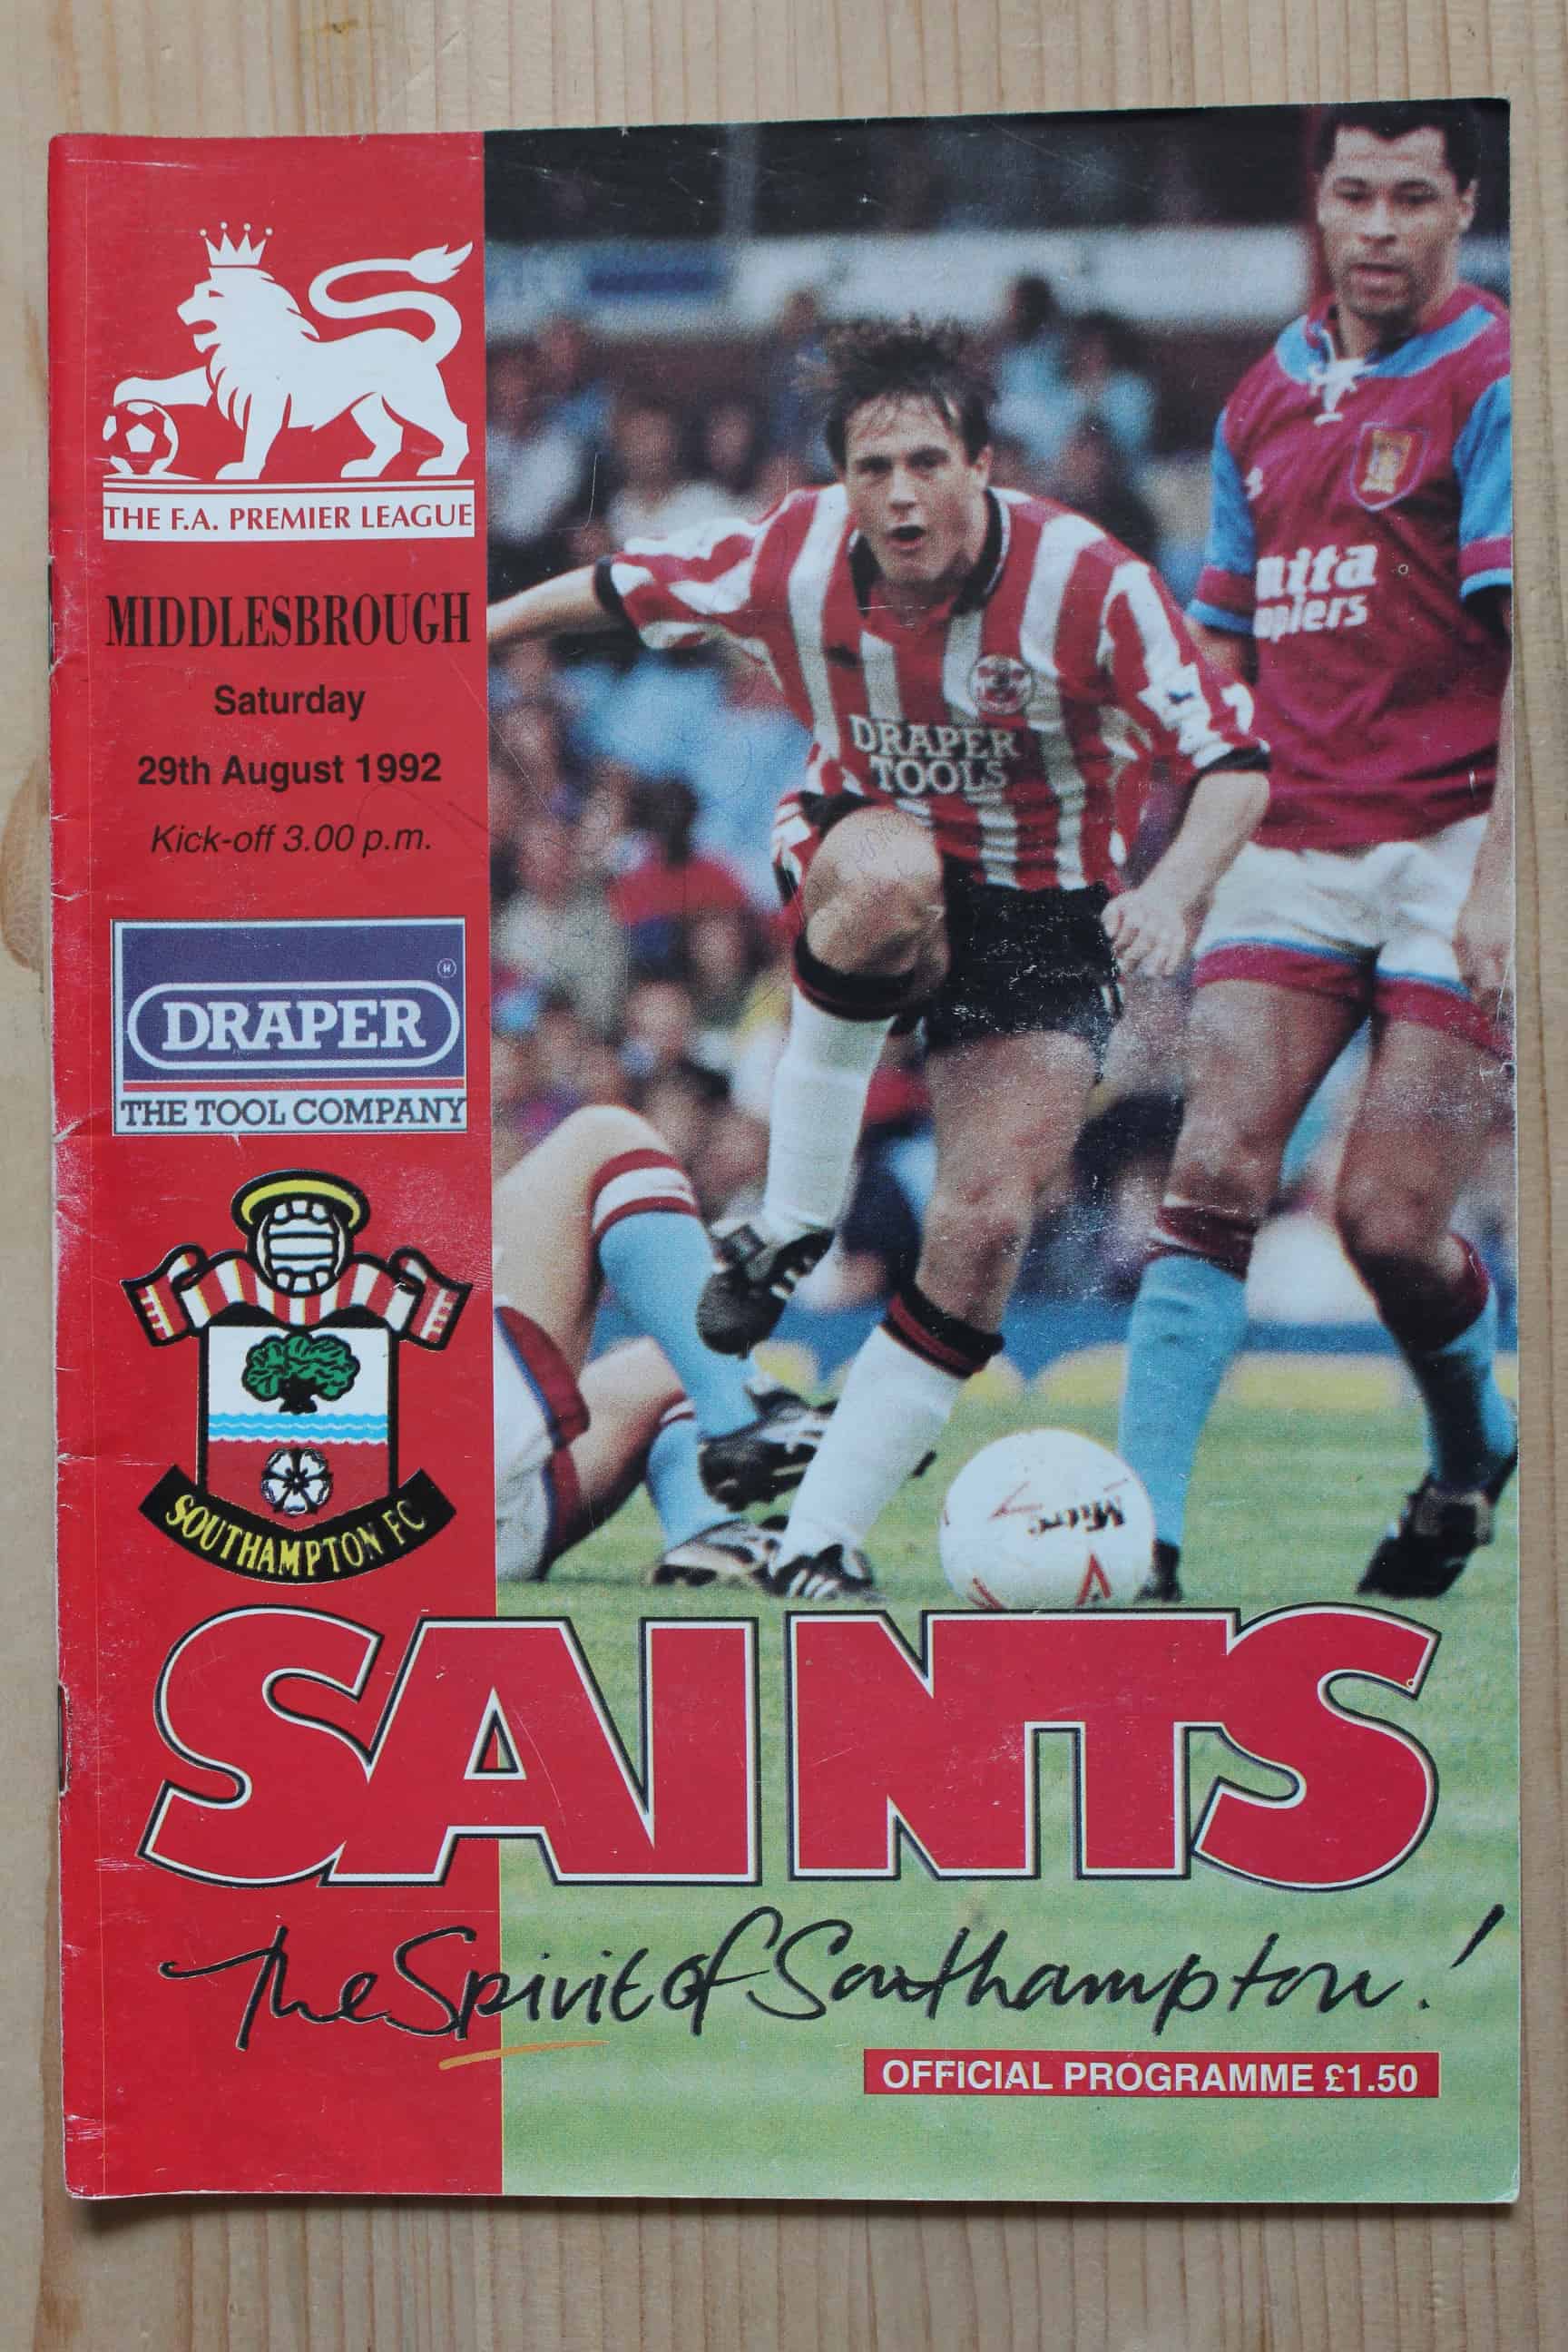 THE F.A. PREMIER LEAGUE
MIDDLESBROUGH
Saturday
29th August 1992
Kick-off 3.00 p.m.
DRAPER
THE TOOL COMPANY
SOUTHAMPTON FC
DRAPER
TOOLS
Mitre
SAINTS
The Spirit of Southampton!
OFFICIAL PROGRAMME £1.50